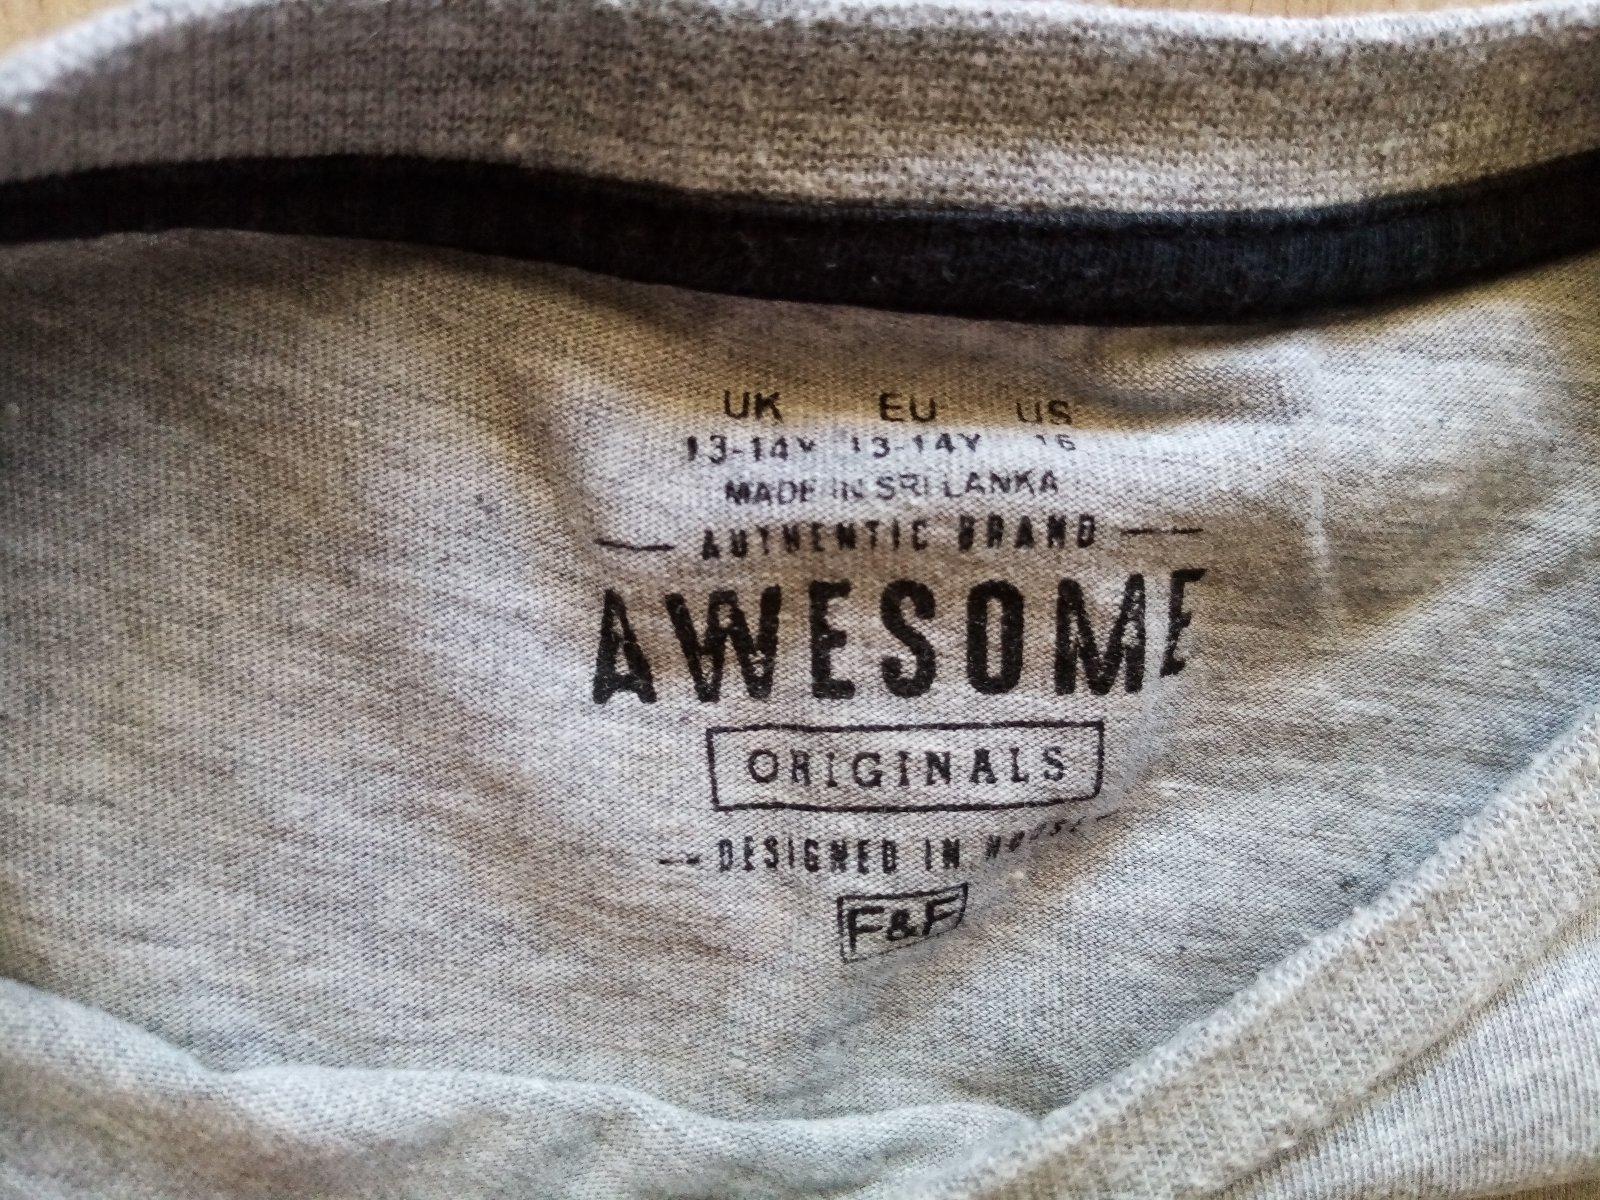 UK EU US
13-14Y 13-14Y 16
MADE IN SRI LANKA
AUTHENTIC BRAND
AWESOME
ORIGINALS
DESIGNED IN HOUSE
F&F